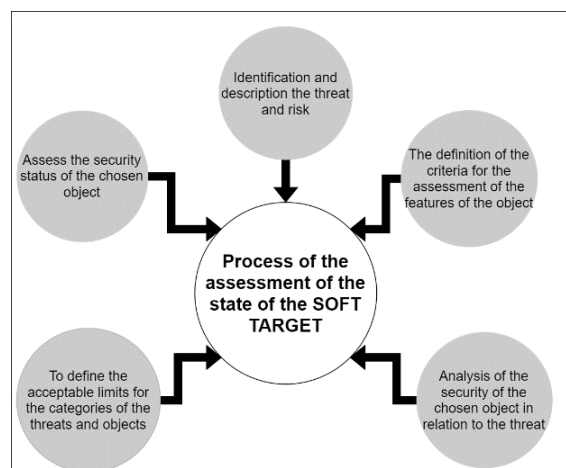 Identification and
description the threat
and risk
Assess the security
status of the chosen
object
The definition of the
criteria for the
assessment of the
features of the object
Process of the
assessment of the
state of the SOFT
TARGET
To define the
acceptable limits for
the categories of the
threats and objects
Analysis of the
security of the
chosen object in
relation to the threat